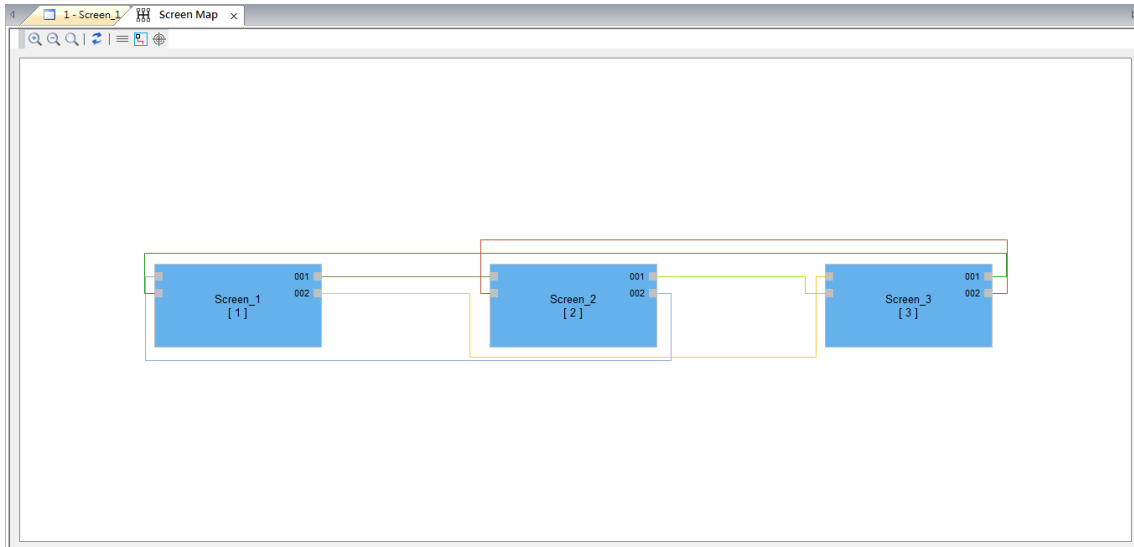 1 - Screen_1
Screen Map
001
002
Screen_1
[ 1 ]
001
002
Screen_2
[ 2 ]
001
002
Screen_3
[ 3 ]